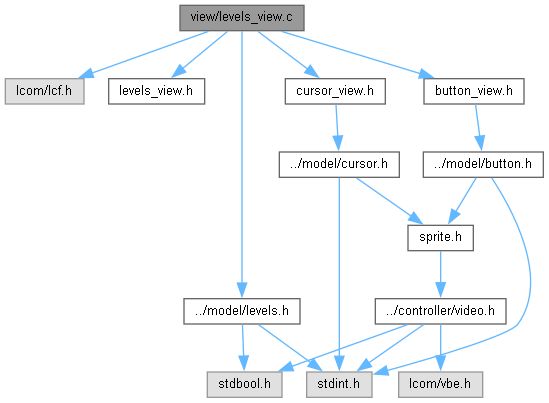 view/levels_view.c
lcom/lcf.h
levels_view.h
cursor_view.h
button_view.h
../model/cursor.h
../model/button.h
sprite.h
../model/levels.h
../controller/video.h
stdbool.h
stdint.h
lcom/vbe.h